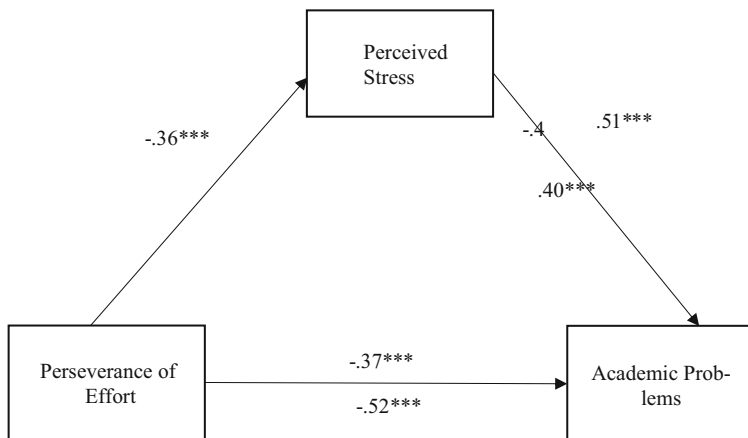 Perceived
Stress
-.36***
-.4
.51***
.40***
Perseverance of
Effort
-.37***
-.52***
Academic Prob-
lems